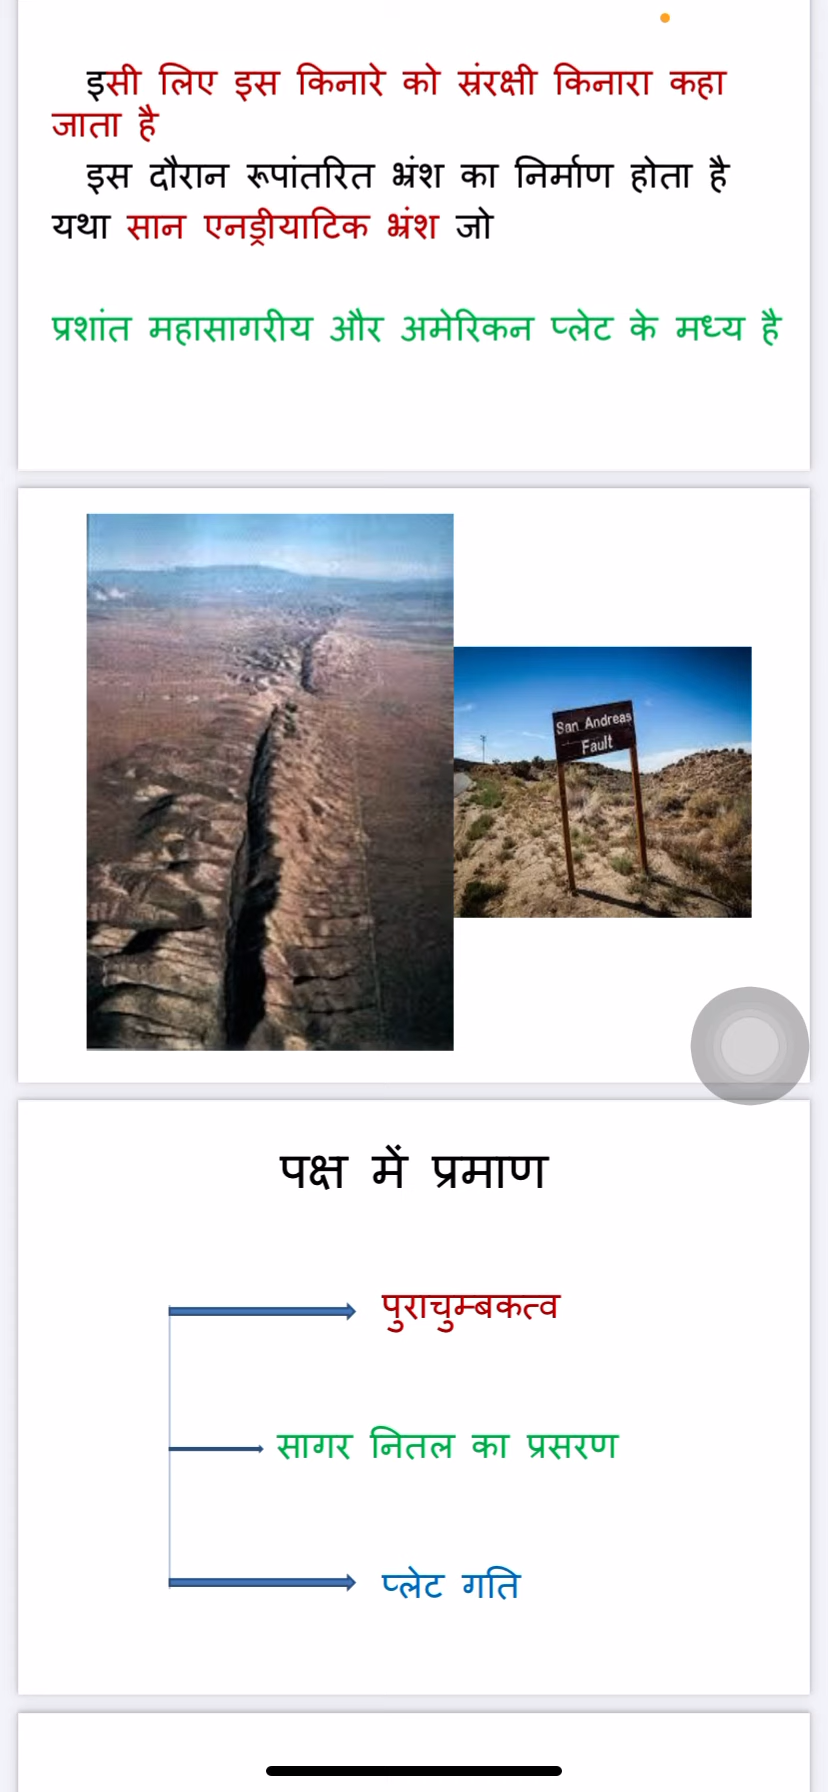 इसी लिए इस किनारे को स्रंरक्षी किनारा कहा
जाता है
इस दौरान रूपांतरित भ्रंश का निर्माण होता है
यथा सान एनड्रीयाटिक भ्रंश जो
प्रशांत महासागरीय और अमेरिकन प्लेट के मध्य है
San Andreas
Fault
पक्ष में प्रमाण
पुराचुम्बकत्व
सागर नितल का प्रसरण
प्लेट गति